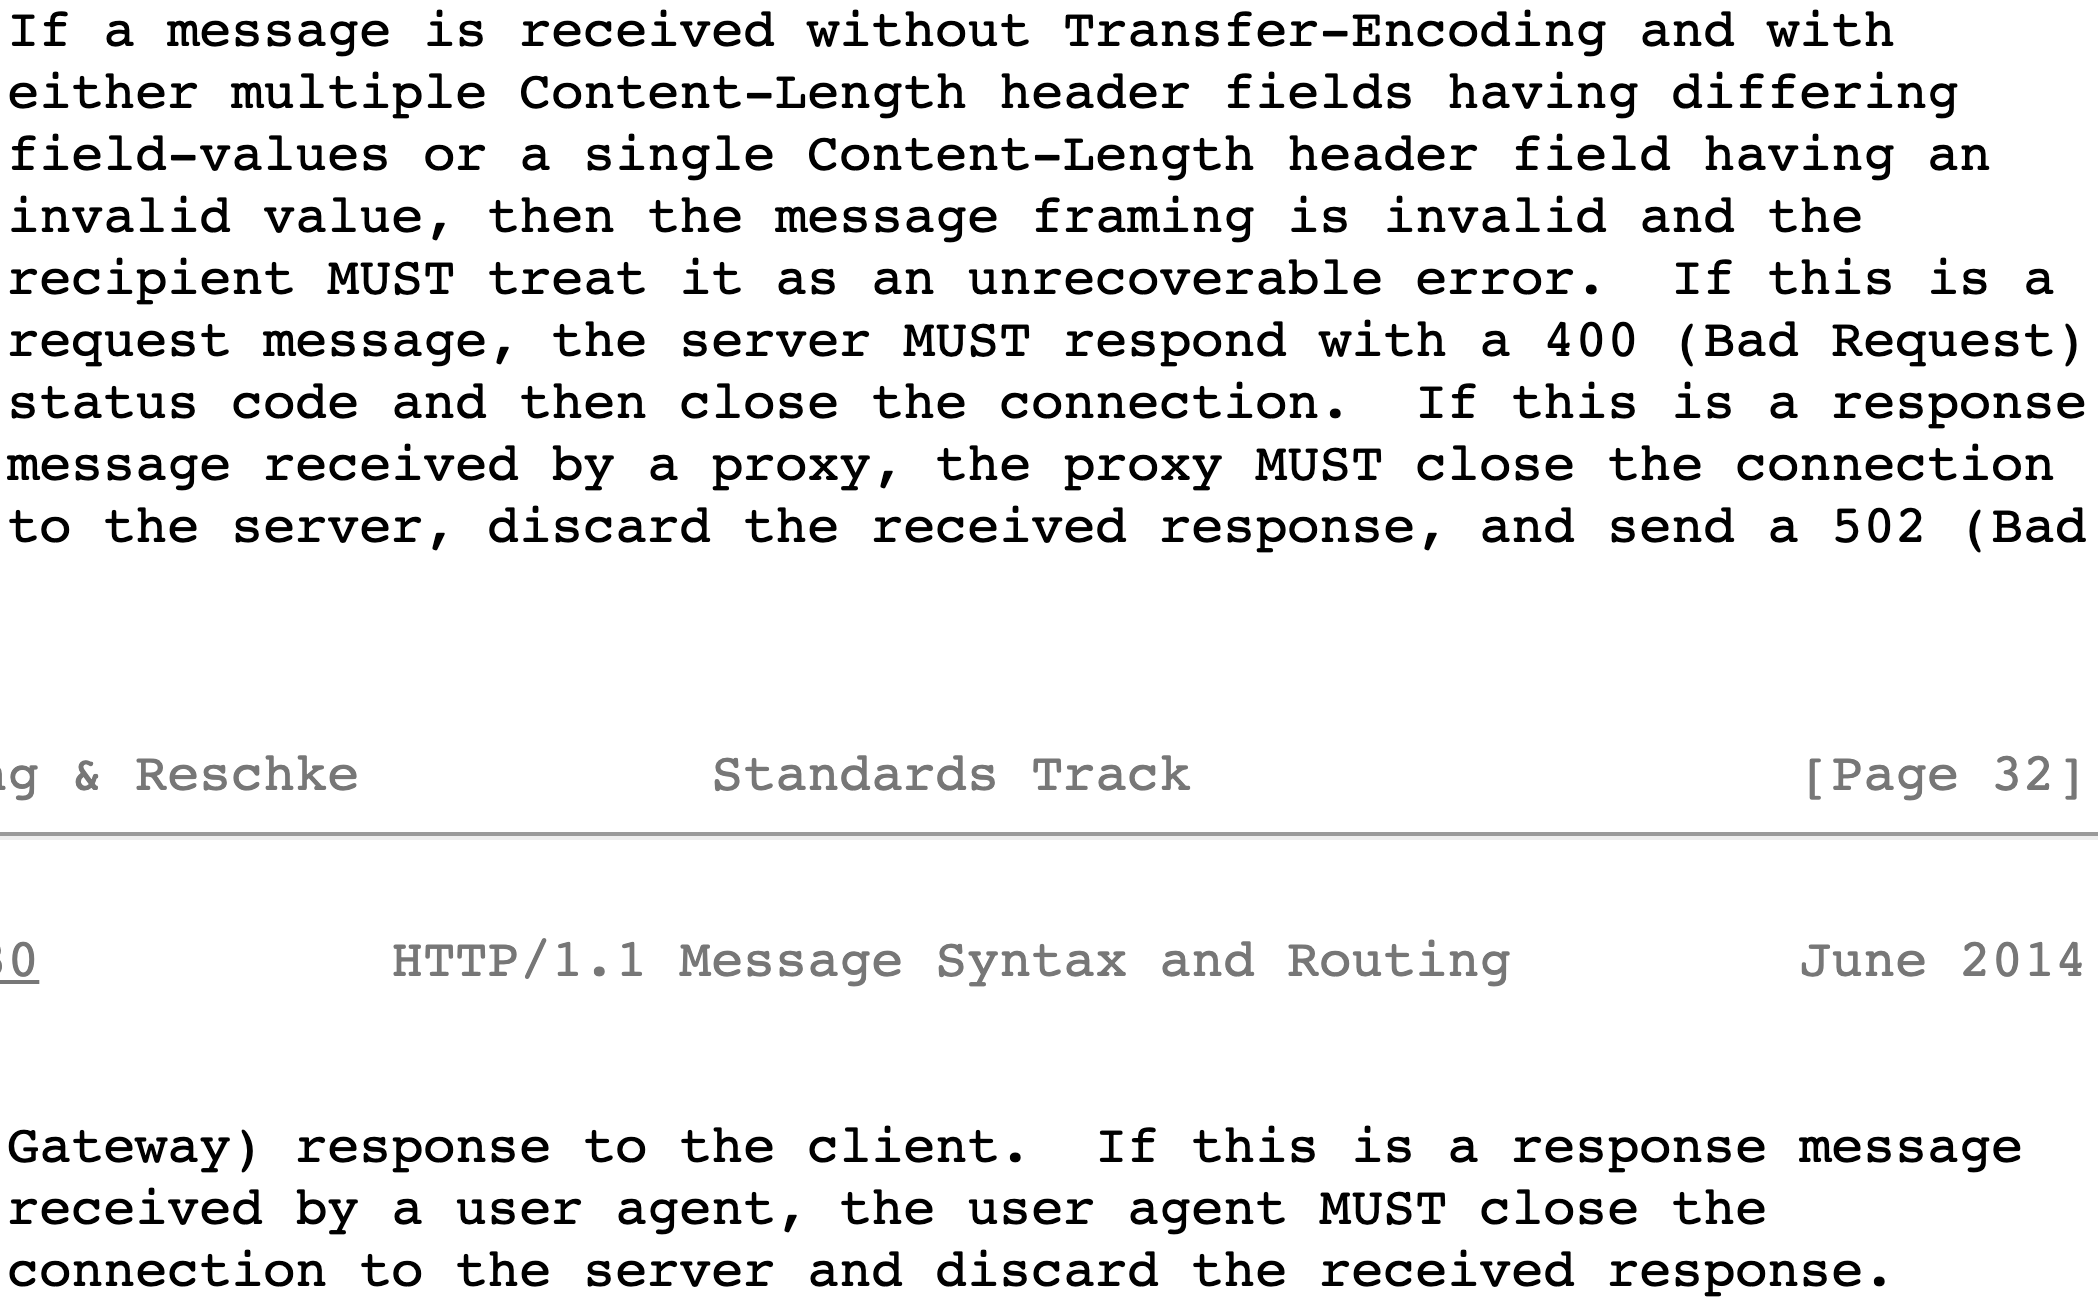 If a message is received without Transfer-Encoding and with
either multiple Content-Length header fields having differing
field-values or a single Content-Length header field having an
invalid value, then the message framing is invalid and the
recipient MUST treat it as an unrecoverable error.  If this is a
request message, the server MUST respond with a 400 (Bad Request)
status code and then close the connection.  If this is a response
message received by a proxy, the proxy MUST close the connection
to the server, discard the received response, and send a 502 (Bad
& Reschke Standards Track [Page 32]
HTTP/1.1 Message Syntax and Routing June 2014
Gateway) response to the client.  If this is a response message
received by a user agent, the user agent MUST close the
connection to the server and discard the received response.